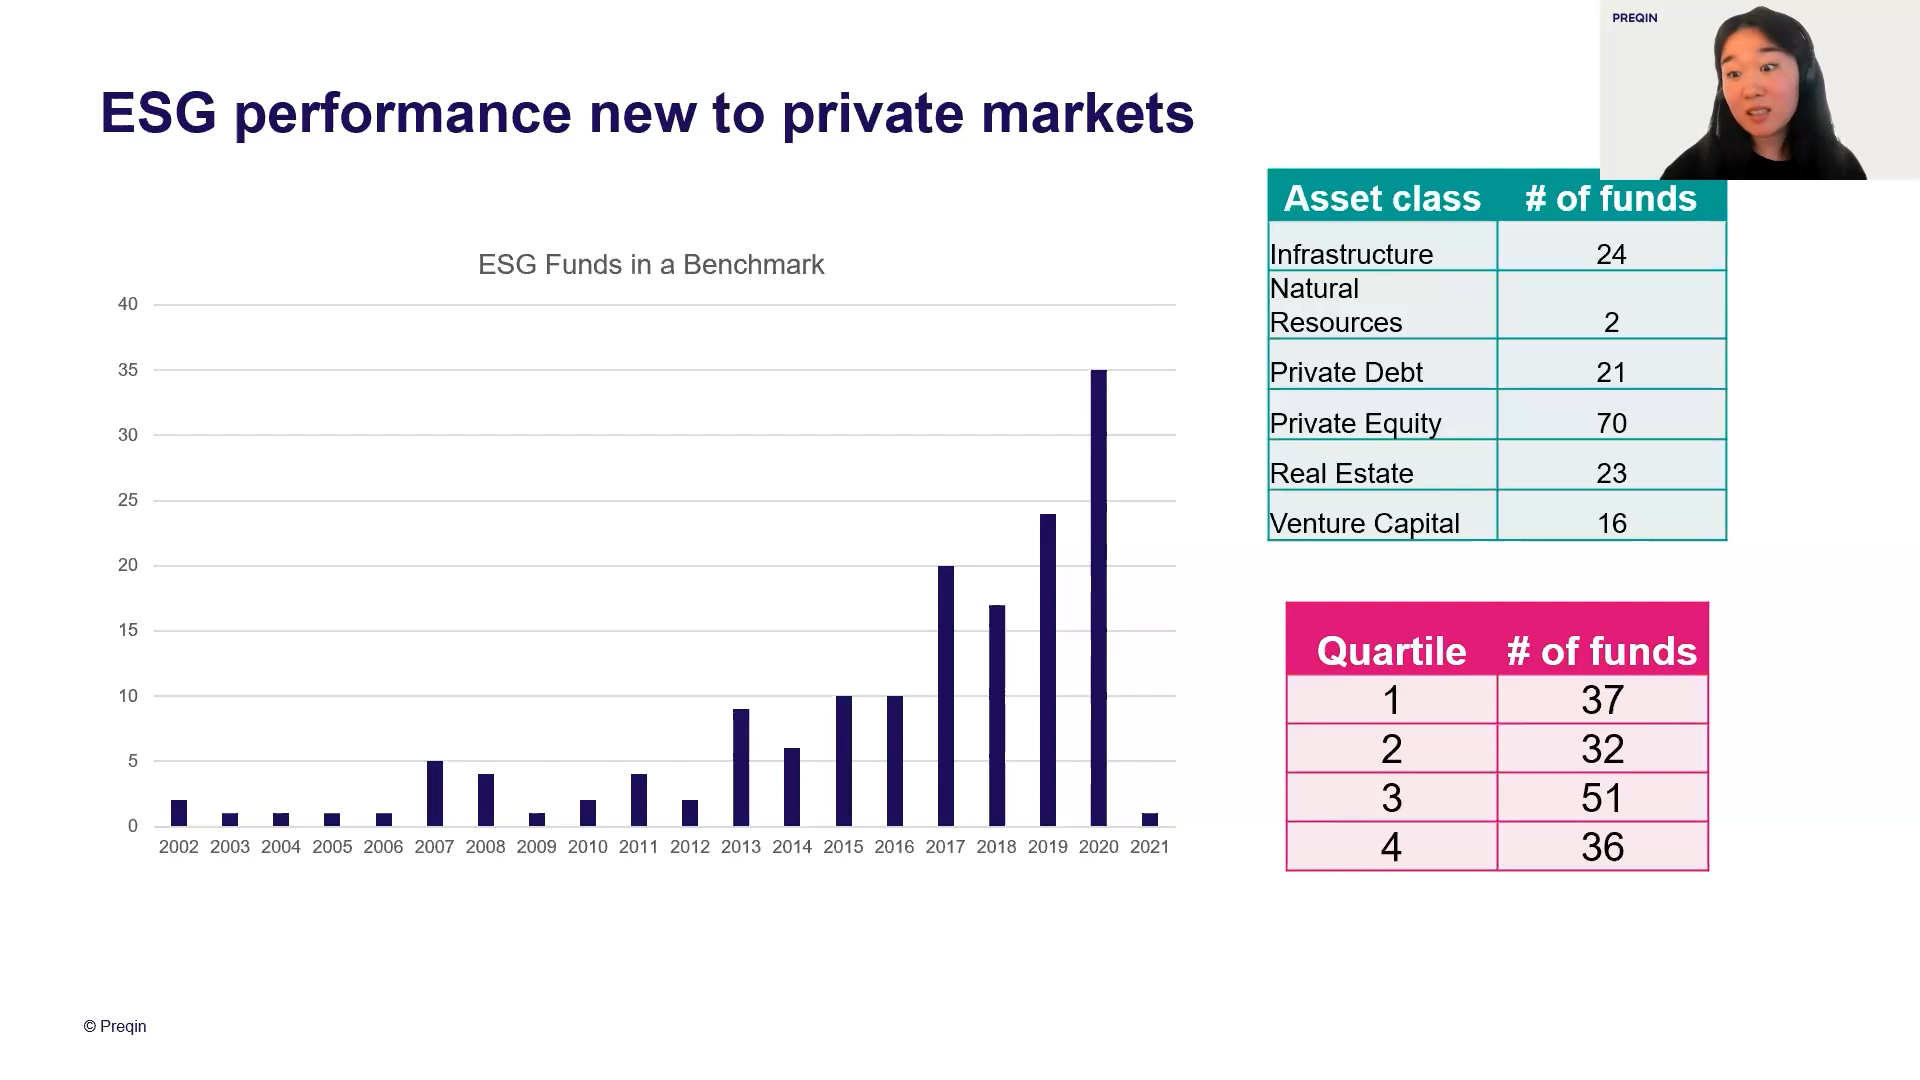 PREQIN
ESG performance new to private markets
ESG Funds in a Benchmark
40
35
30
25
20
15
10
5
0
2002 2003 2004 2005 2006 2007 2008 2009 2010 2011 2012 2013 2014 2015 2016 2017 2018 2019 2020 2021
Asset class # of funds
Infrastructure 24
Natural
Resources 2
Private Debt 21
Private Equity 70
Real Estate 23
Venture Capital 16
Quartile # of funds
1 37
2 32
3 51
4 36
© Preqin